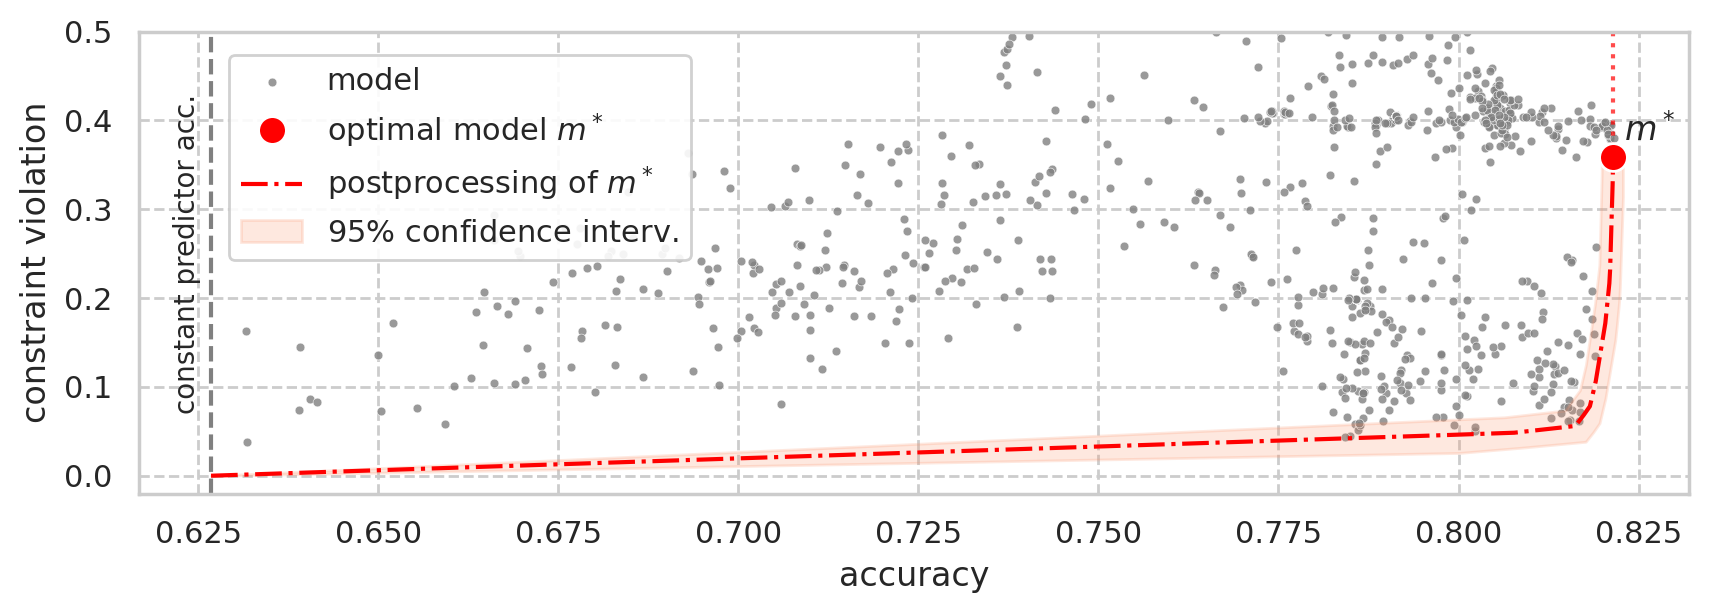 constraint violation
0.5
0.4
0.3
0.2
0.1
0.0
constant predictor acc.
model
optimal model m*
postprocessing of m*
95% confidence interv.
m*
0.625 0.650 0.675 0.700 0.725 0.750 0.775 0.800 0.825
accuracy